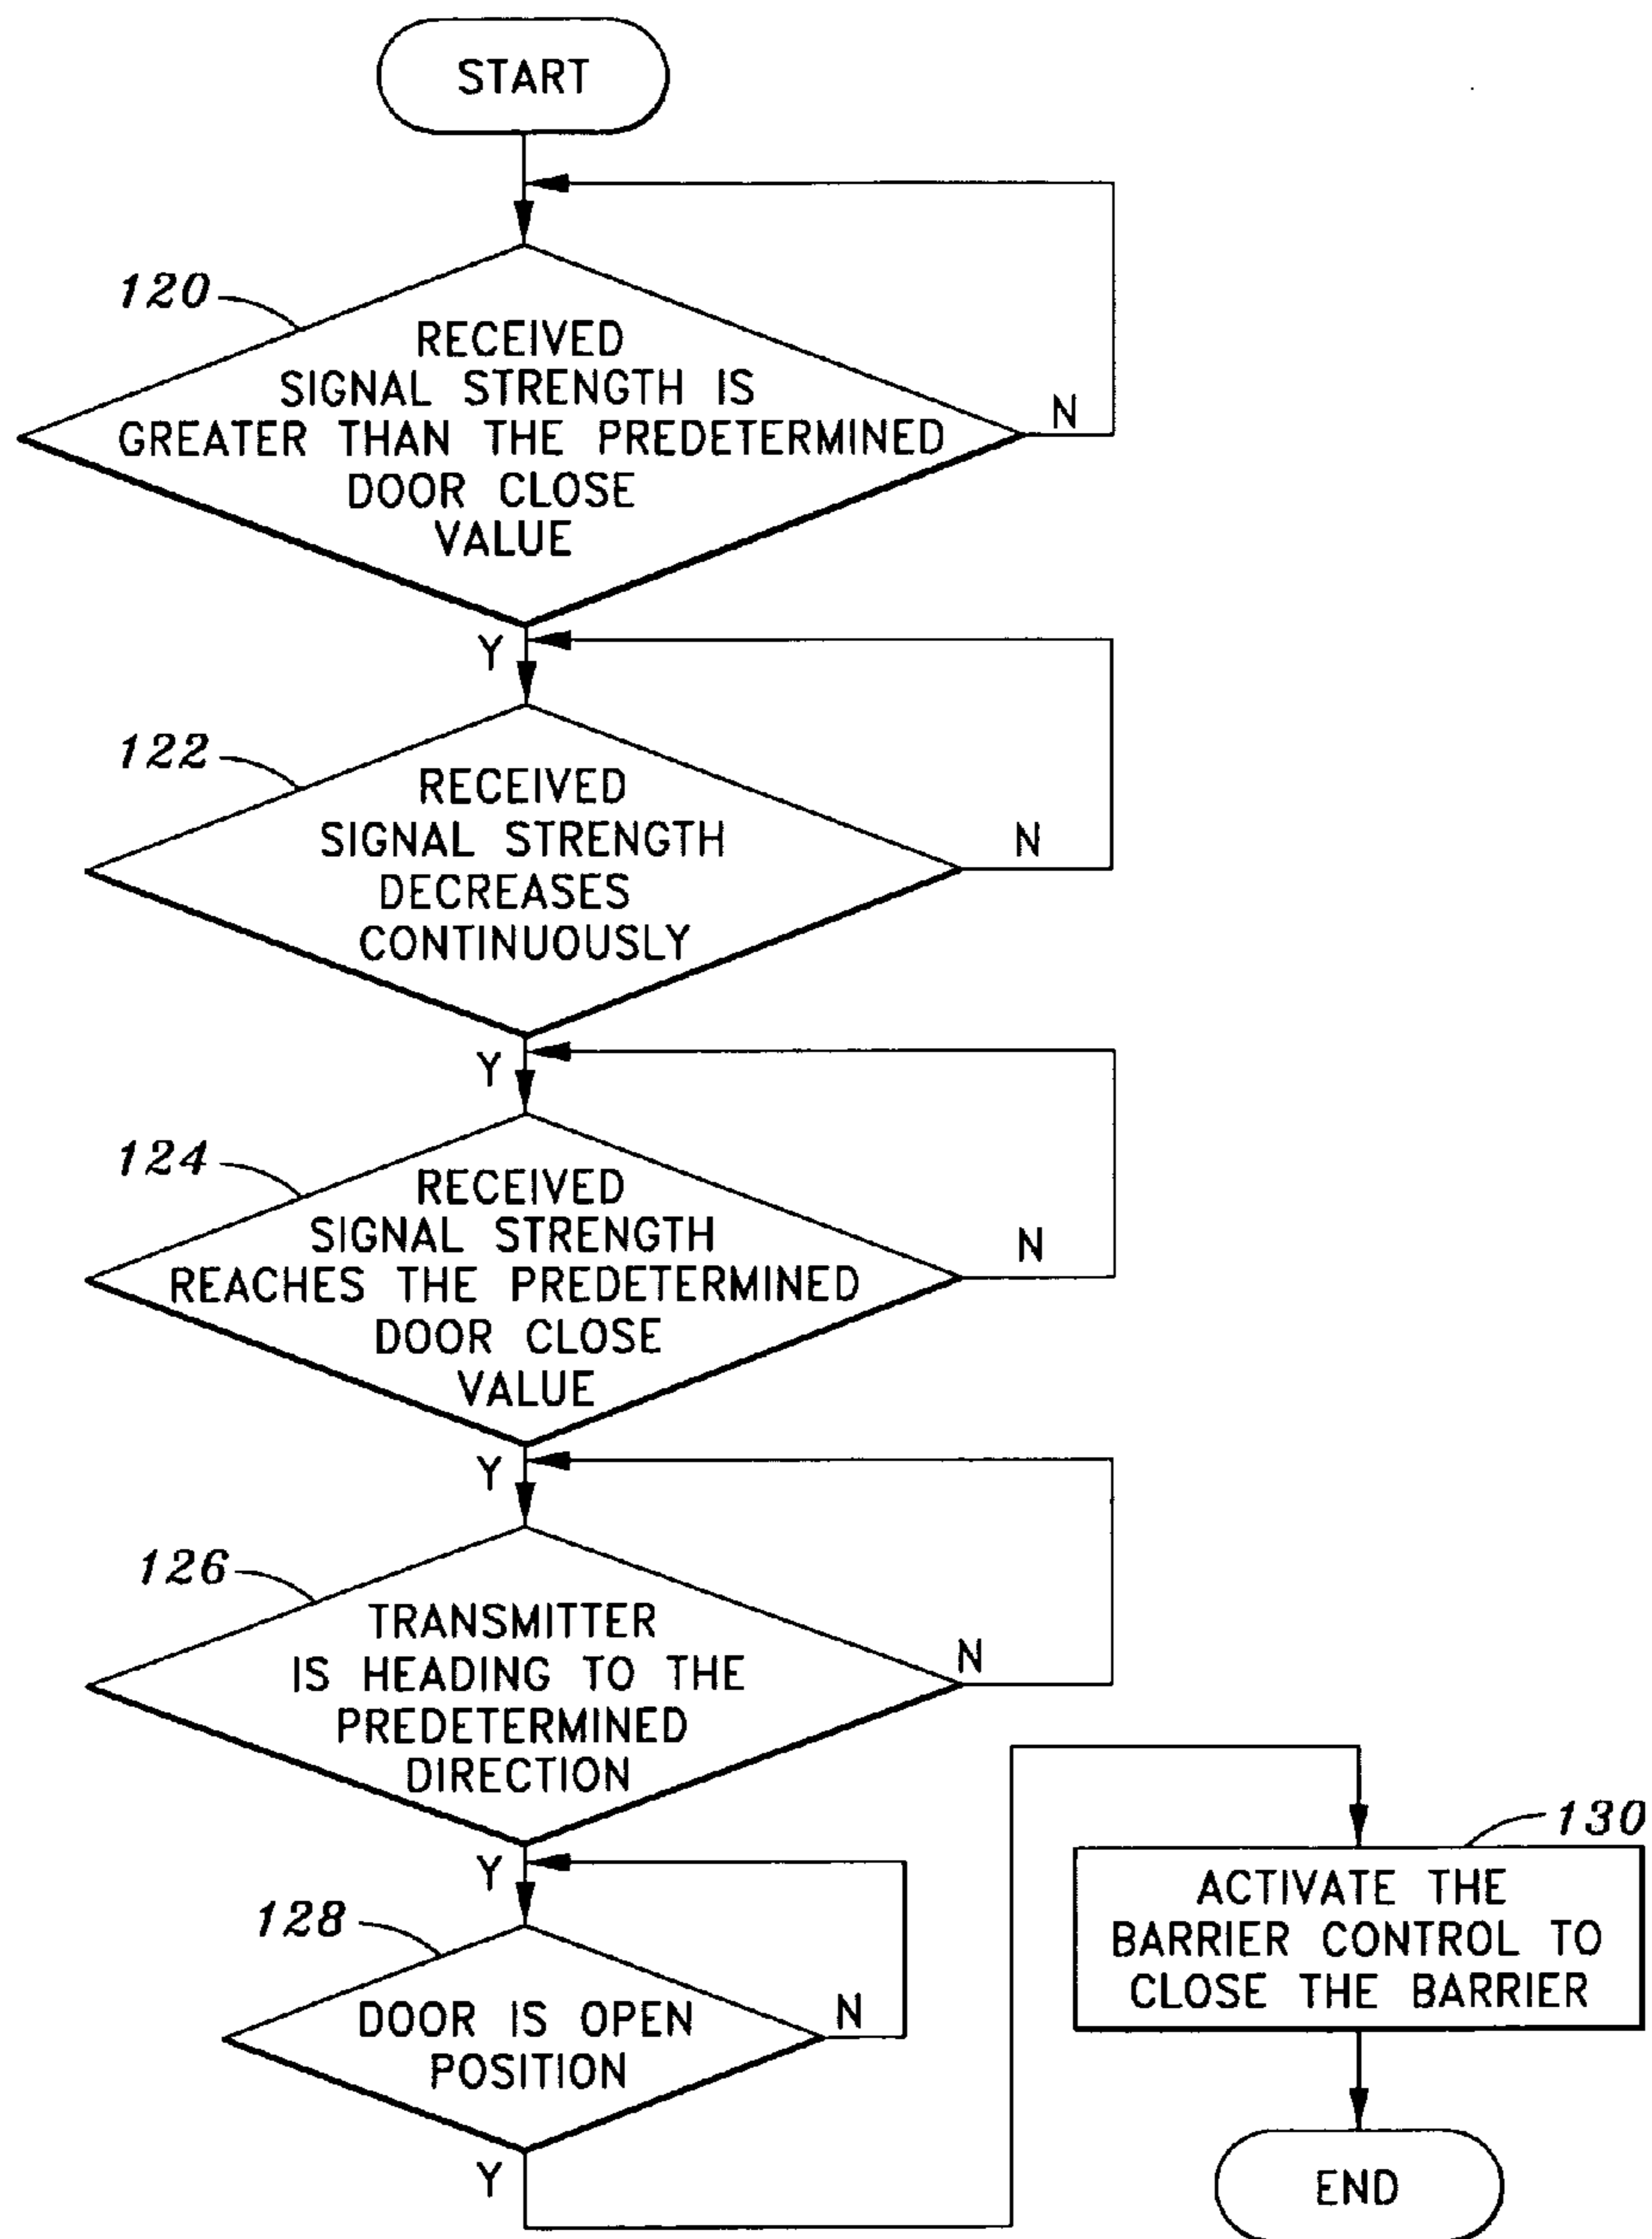 START
120
RECEIVED
SIGNAL STRENGTH IS
GREATER THAN THE PREDETERMINED
DOOR CLOSE
VALUE
N
Y
122
RECEIVED
SIGNAL STRENGTH
DECREASES
CONTINUOUSLY
N
Y
124
RECEIVED
SIGNAL STRENGTH
REACHES THE PREDETERMINED
DOOR CLOSE
VALUE
N
Y
126
TRANSMITTER
IS HEADING TO THE
PREDETERMINED
DIRECTION
N
Y
128
DOOR IS OPEN
POSITION
N
Y
130
ACTIVATE THE
BARRIER CONTROL TO
CLOSE THE BARRIER
END